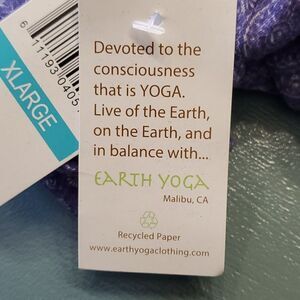 XLARGE
Devoted to the
consciousness
that is YOGA.
Live of the Earth,
on the Earth, and
in balance with...
EARTH YOGA
Malibu, CA
Recycled Paper
www.earthyogaclothing.com